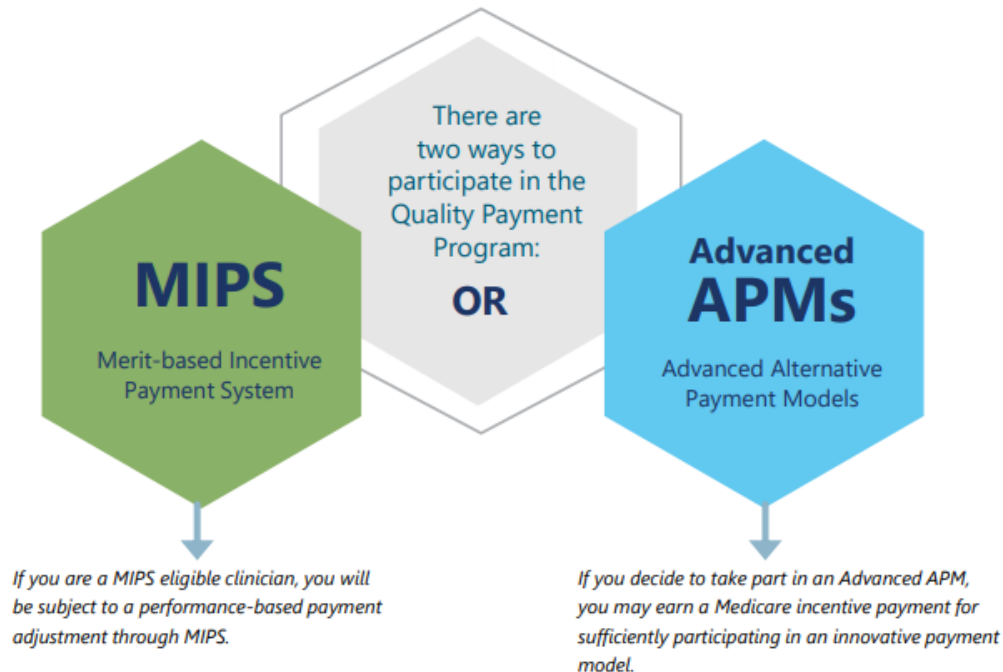 There are
two ways to
participate in the
Quality Payment
Program:
OR
MIPS
Merit-based Incentive
Payment System
Advanced
APMs
Advanced Alternative
Payment Models
If you are a MIPS eligible clinician, you will
be subject to a performance-based payment
adjustment through MIPS.
If you decide to take part in an Advanced APM,
you may earn a Medicare incentive payment for
sufficiently participating in an innovative payment
model.